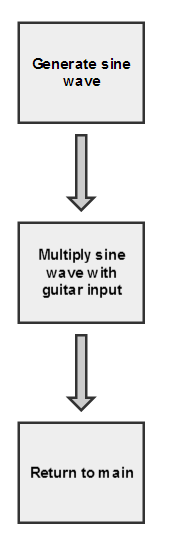 Generate sine
wave
Multiply sine
wave with
guitar input
Return to main